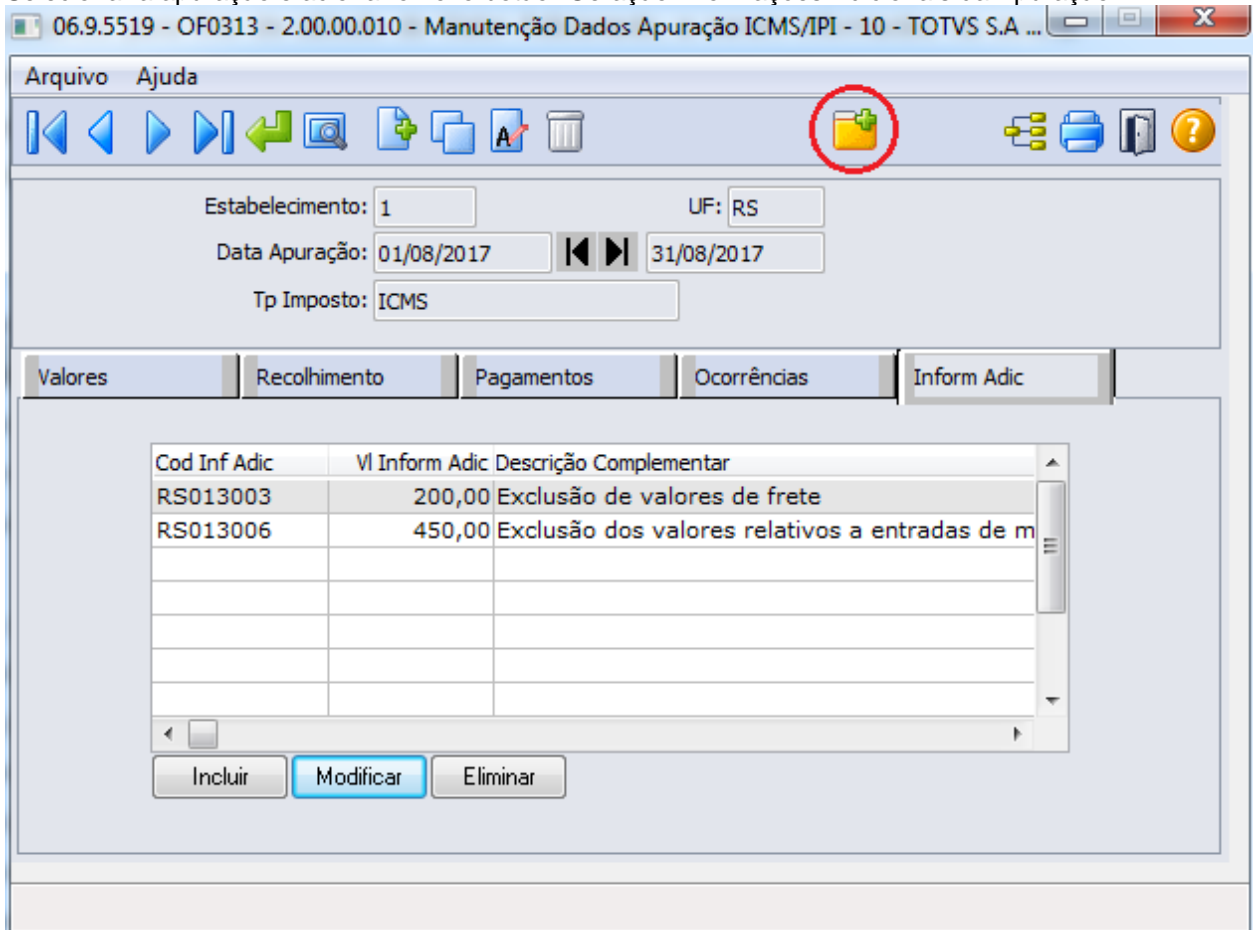 06.9.5519 - OF0313 - 2.00.00.010 - Manutenção Dados Apuração ICMS/IPI - 10 - TOTVS S.A ...
Arquivo Ajuda
Estabelecimento: 1 UF: RS
Data Apuração: 01/08/2017 31/08/2017
Tp Imposto: ICMS
Valores Recolhimento Pagamentos Ocorrências Inform Adic
Cod Inf Adic Vl Inform Adic Descrição Complementar
RS013003 200,00 Exclusão de valores de frete
RS013006 450,00 Exclusão dos valores relativos a entradas de m
Incluir Modificar Eliminar